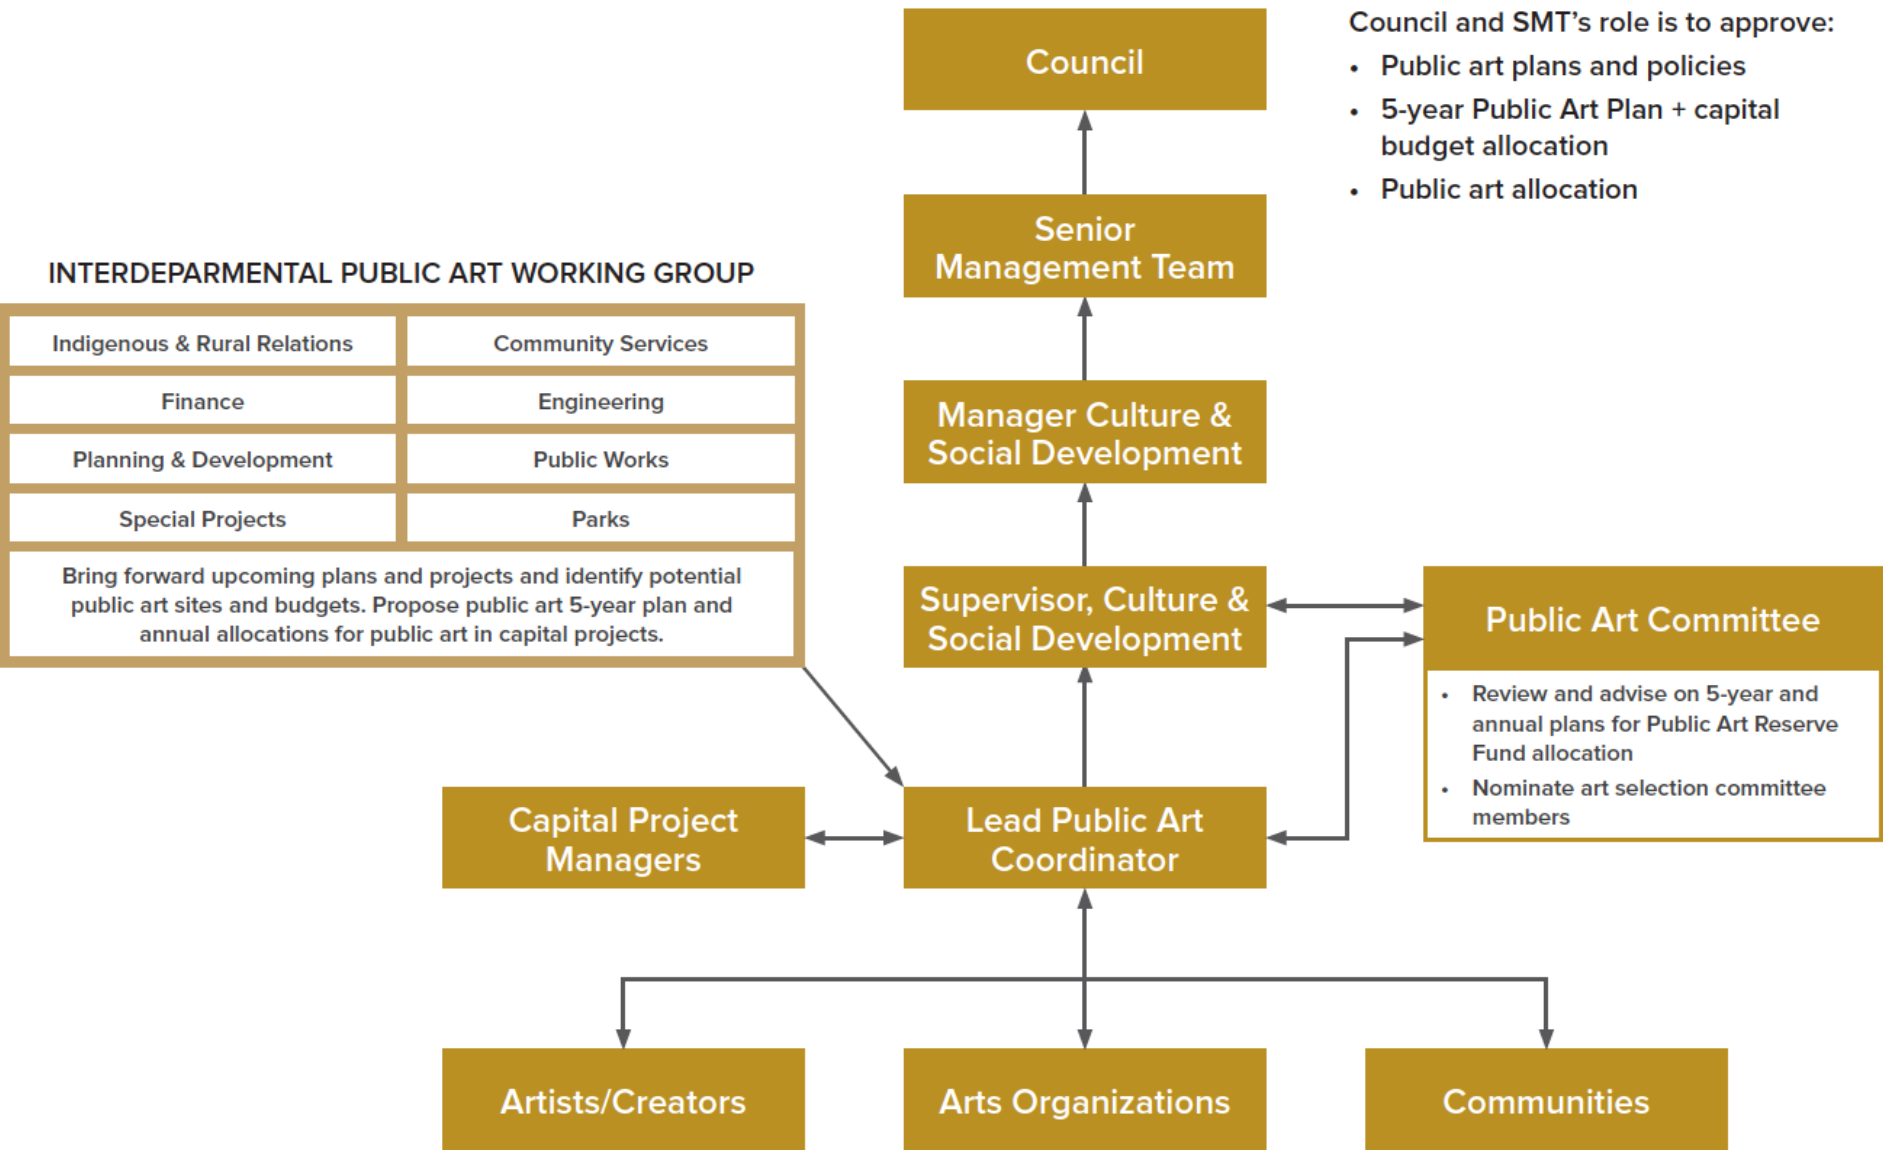 Council
Council and SMT’s role is to approve:
• Public art plans and policies
• 5-year Public Art Plan + capital
budget allocation
• Public art allocation
Senior
Management Team
INTERDEPARMENTAL PUBLIC ART WORKING GROUP
Indigenous & Rural Relations
Community Services
Finance
Engineering
Planning & Development
Public Works
Special Projects
Parks
Bring forward upcoming plans and projects and identify potential
public art sites and budgets. Propose public art 5-year plan and
annual allocations for public art in capital projects.
Manager Culture &
Social Development
Supervisor, Culture &
Social Development
Public Art Committee
• Review and advise on 5-year and
annual plans for Public Art Reserve
Fund allocation
• Nominate art selection committee
members
Capital Project
Managers
Lead Public Art
Coordinator
Artists/Creators
Arts Organizations
Communities